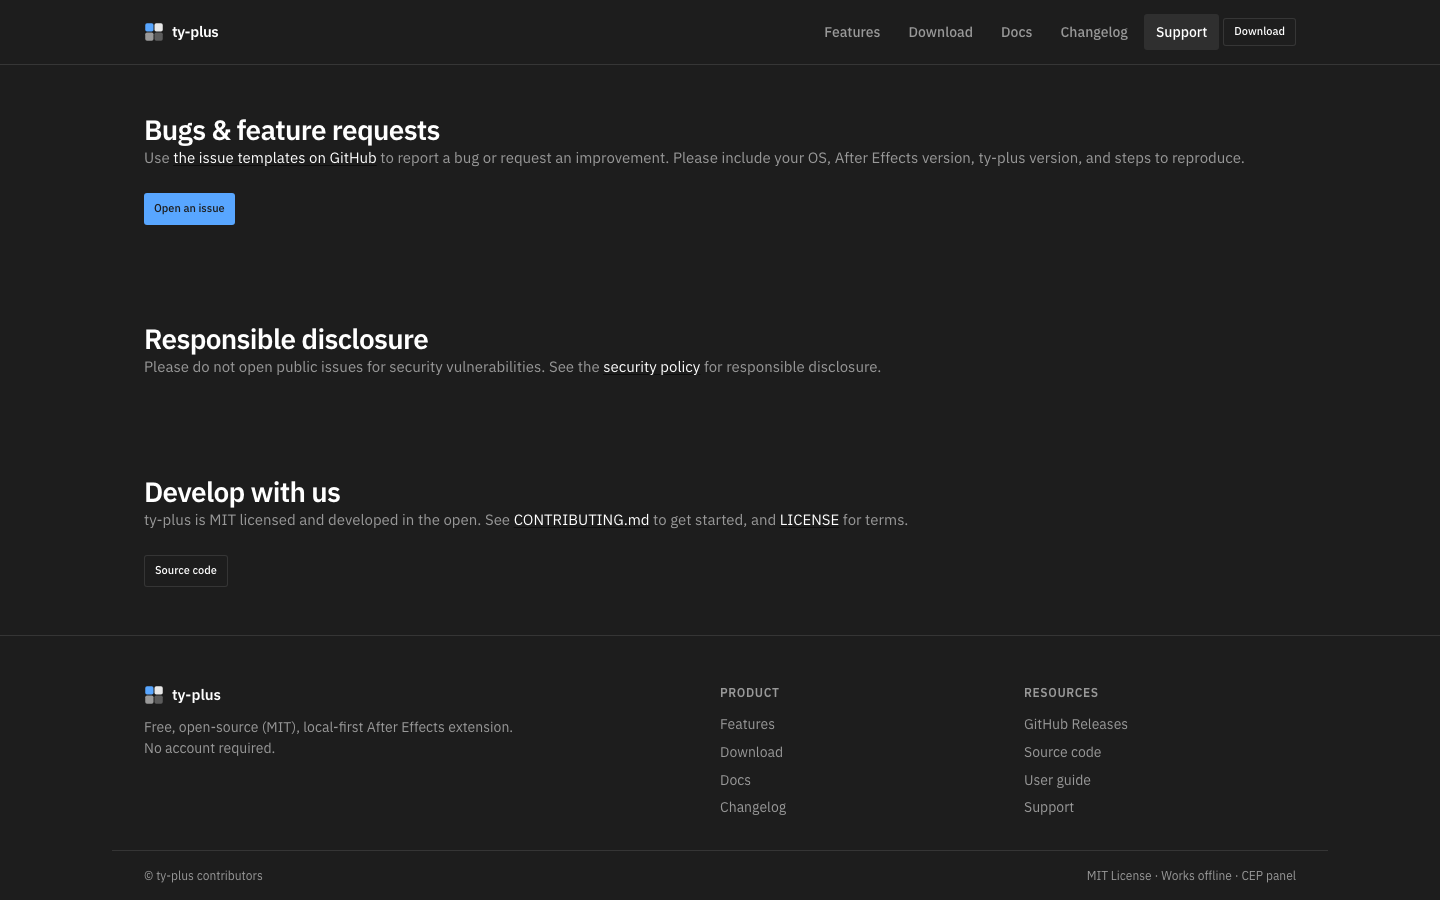 ty-plus
Features
Download
Docs
Changelog
Support
Download
Bugs & feature requests
Use the issue templates on GitHub to report a bug or request an improvement. Please include your OS, After Effects version, ty-plus version, and steps to reproduce.
Open an issue
Responsible disclosure
Please do not open public issues for security vulnerabilities. See the security policy for responsible disclosure.
Develop with us
ty-plus is MIT licensed and developed in the open. See CONTRIBUTING.md to get started, and LICENSE for terms.
Source code
ty-plus
Free, open-source (MIT), local-first After Effects extension.
No account required.
PRODUCT
Features
Download
Docs
Changelog
RESOURCES
GitHub Releases
Source code
User guide
Support
© ty-plus contributors
MIT License · Works offline · CEP panel